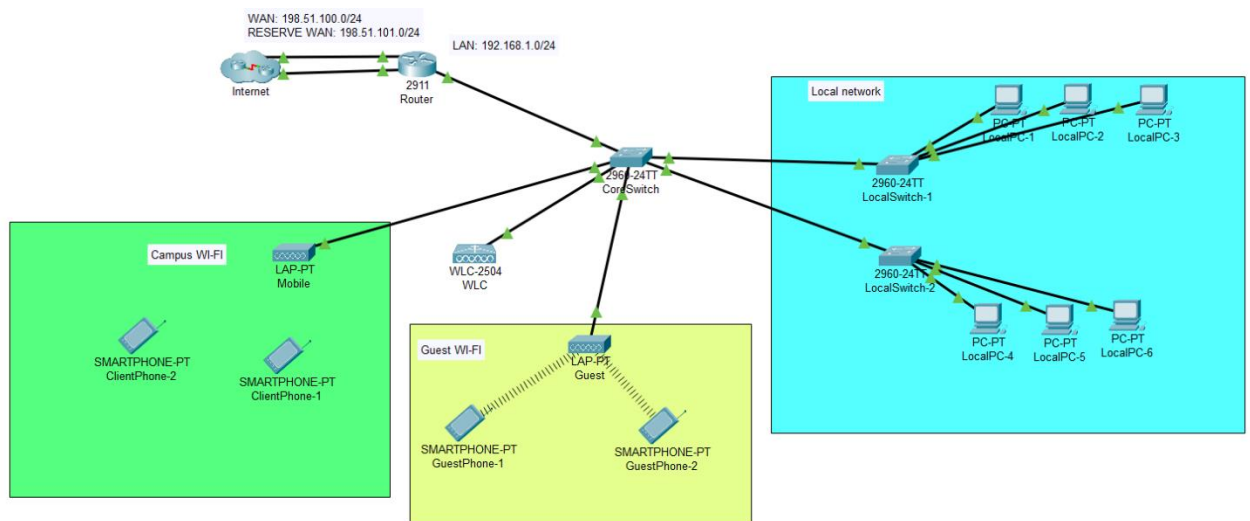 WAN: 198.51.100.0/24
RESERVE WAN: 198.51.101.0/24
LAN: 192.168.1.0/24
Internet
2911
Router
Local network
PC-PT
LocalPC-1
PC-PT
LocalPC-2
PC-PT
LocalPC-3
2960-24TT
CoreSwitch
2960-24TT
LocalSwitch-1
Campus WI-FI
LAP-PT
Mobile
WLC-2504
WLC
2960-24TT
LocalSwitch-2
SMARTPHONE-PT
ClientPhone-2
SMARTPHONE-PT
ClientPhone-1
Guest WI-FI
LAP-PT
Guest
PC-PT
LocalPC-4
PC-PT
LocalPC-5
PC-PT
LocalPC-6
SMARTPHONE-PT
GuestPhone-1
SMARTPHONE-PT
GuestPhone-2